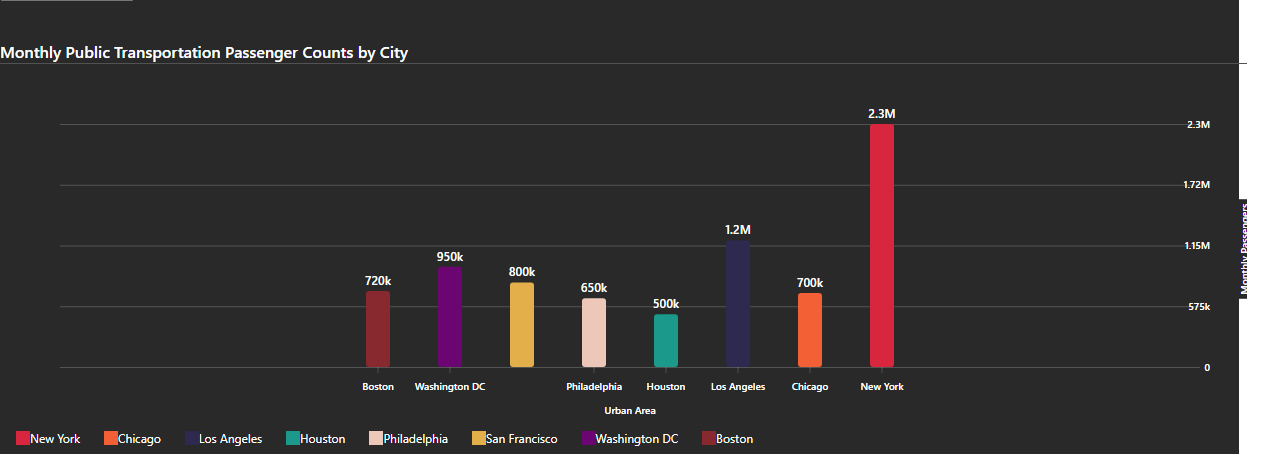 Monthly Public Transportation Passenger Counts by City
2.3M
2.3M
1.72M
1.2M
1.15M
Monthly Passengers
950k
800k
720k
700k
650k
575k
500k
0
Boston Washington DC Philadelphia Houston Los Angeles Chicago New York
Urban Area
New York Chicago Los Angeles Houston Philadelphia San Francisco Washington DC Boston